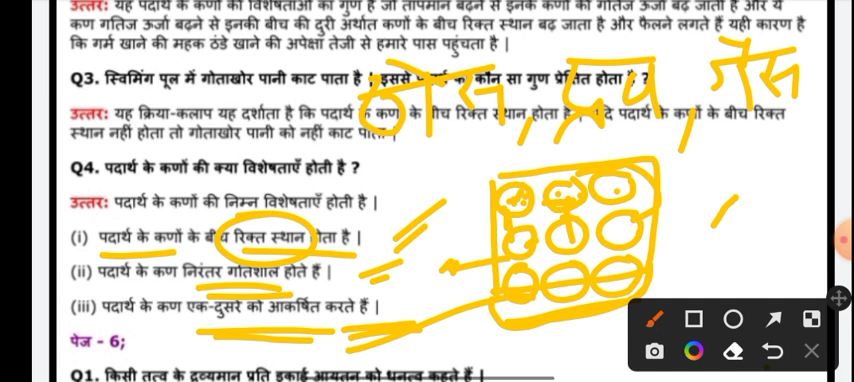 उत्तर: यह पदार्थ के कणों की विशेषताओं का गुण है जो तापमान बढ़ने से इनके कणों की गतिज ऊर्जा बढ़ जाती है और ये
कण गतिज ऊर्जा बढ़ने से इनकी बीच की दुरी अर्थात कणों के बीच रिक्त स्थान बढ़ जाता है और फैलने लगते हैं यही कारण है
कि गर्म खाने की महक ठंडे खाने की अपेक्षा तेजी से हमारे पास पहुंचता है |
Q3. स्विमिंग पूल में गोताखोर पानी काट पाता है | इससे का कौन सा गुण प्रेक्षित होता है ?
ठोस, द्रव, गैस
उत्तर: यह क्रिया-कलाप यह दर्शाता है कि पदार्थ के कणों के बीच रिक्त स्थान होता है | यदि पदार्थ के कणों के बीच रिक्त
स्थान नहीं होता तो गोताखोर पानी को नहीं काट पाता |
Q4. पदार्थ के कणों की क्या विशेषताएँ होती है ?
उत्तर: पदार्थ के कणों की निम्न विशेषताएँ होती है |
(i) पदार्थ के कणों के बीच रिक्त स्थान होता है |
(ii) पदार्थ के कण निरंतर गतिशील होते हैं |
(iii) पदार्थ के कण एक-दुसरे को आकर्षित करते हैं |
पेज - 6;
Q1. किसी तत्व के द्रव्यमान प्रति इकाई आयतन को घनत्व कहते हैं |